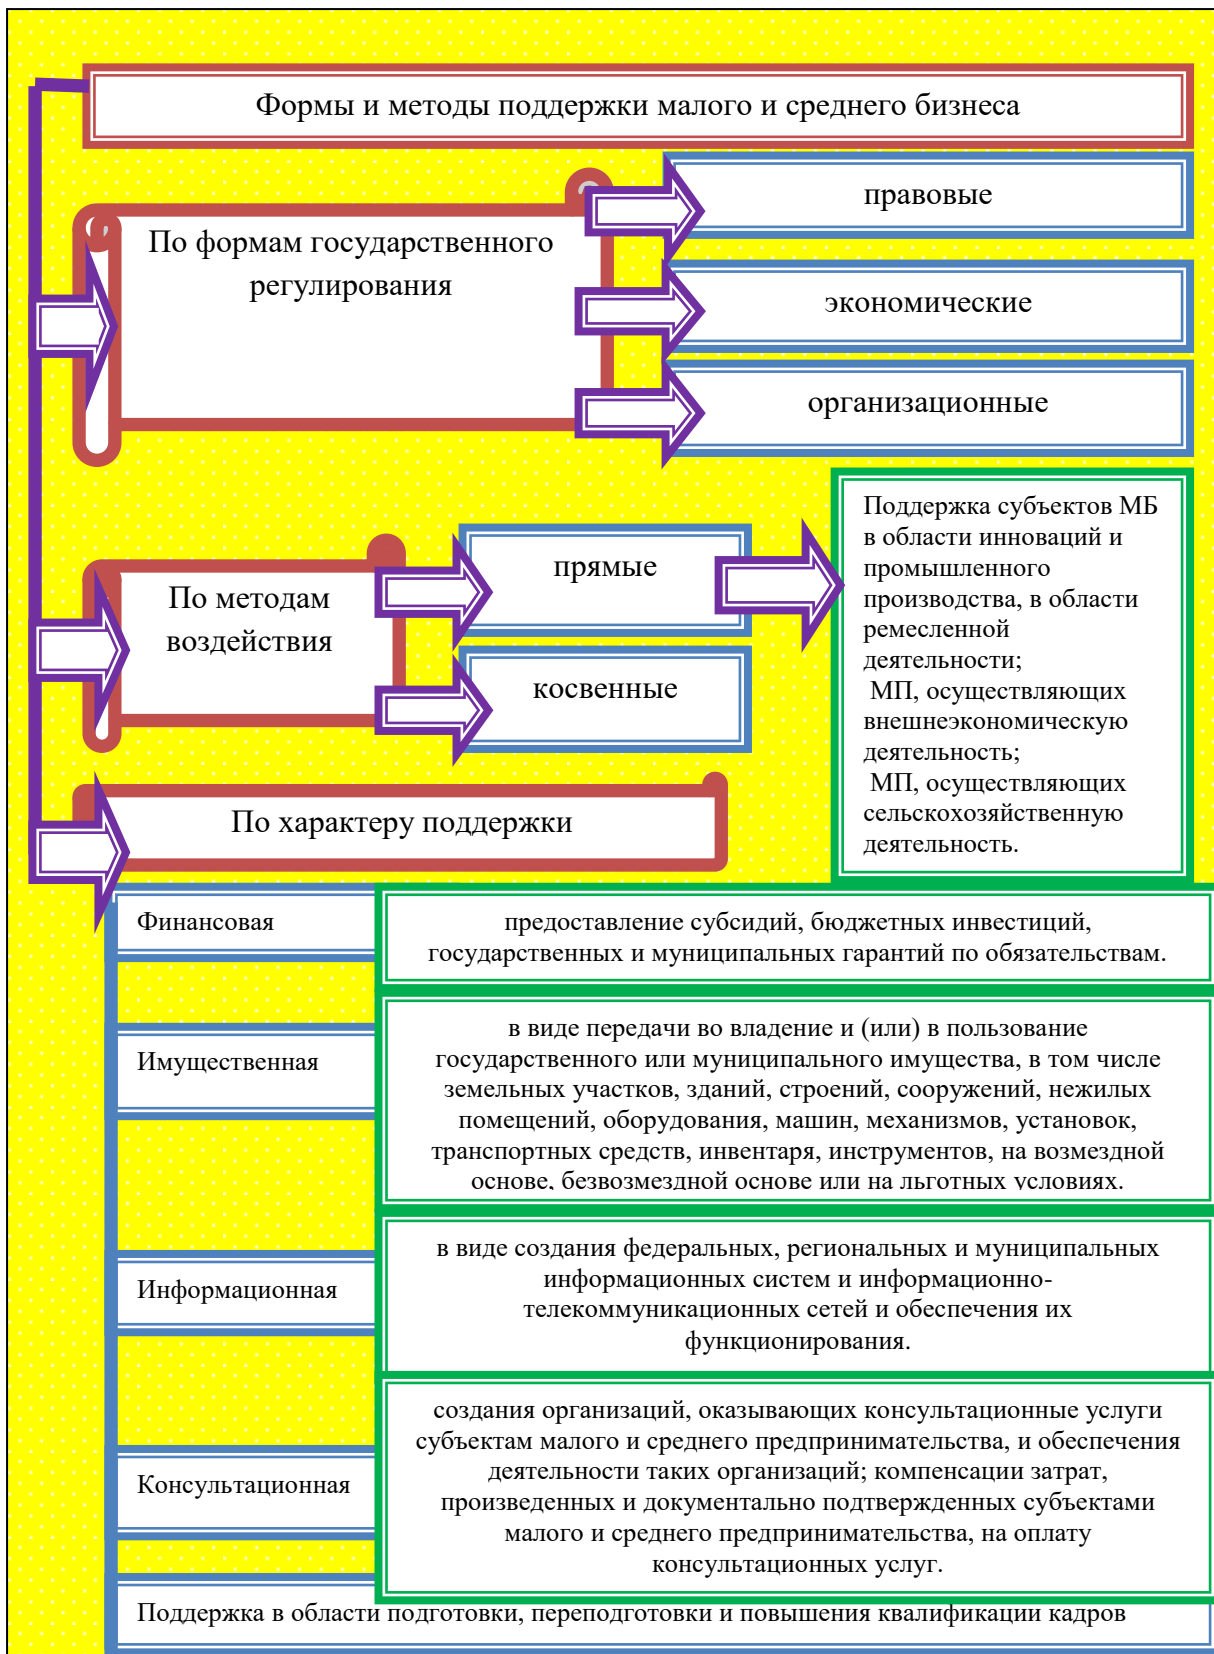 Формы и методы поддержки малого и среднего бизнеса
По формам государственного
регулирования
правовые
экономические
организационные
По методам
воздействия
прямые
косвенные
Поддержка субъектов МБ
в области инноваций и
промышленного
производства, в области
ремесленной
деятельности;
МП, осуществляющих
внешнеэкономическую
деятельность;
МП, осуществляющих
сельскохозяйственную
деятельность.
По характеру поддержки
Финансовая
предоставление субсидий, бюджетных инвестиций,
государственных и муниципальных гарантий по обязательствам.
Имущественная
в виде передачи во владение и (или) в пользование
государственного или муниципального имущества, в том числе
земельных участков, зданий, строений, сооружений, нежилых
помещений, оборудования, машин, механизмов, установок,
транспортных средств, инвентаря, инструментов, на возмездной
основе, безвозмездной основе или на льготных условиях.
Информационная
в виде создания федеральных, региональных и муниципальных
информационных систем и информационно-
телекоммуникационных сетей и обеспечения их
функционирования.
Консультационная
создания организаций, оказывающих консультационные услуги
субъектам малого и среднего предпринимательства, и обеспечения
деятельности таких организаций; компенсации затрат,
произведенных и документально подтвержденных субъектами
малого и среднего предпринимательства, на оплату
консультационных услуг.
Поддержка в области подготовки, переподготовки и повышения квалификации кадров